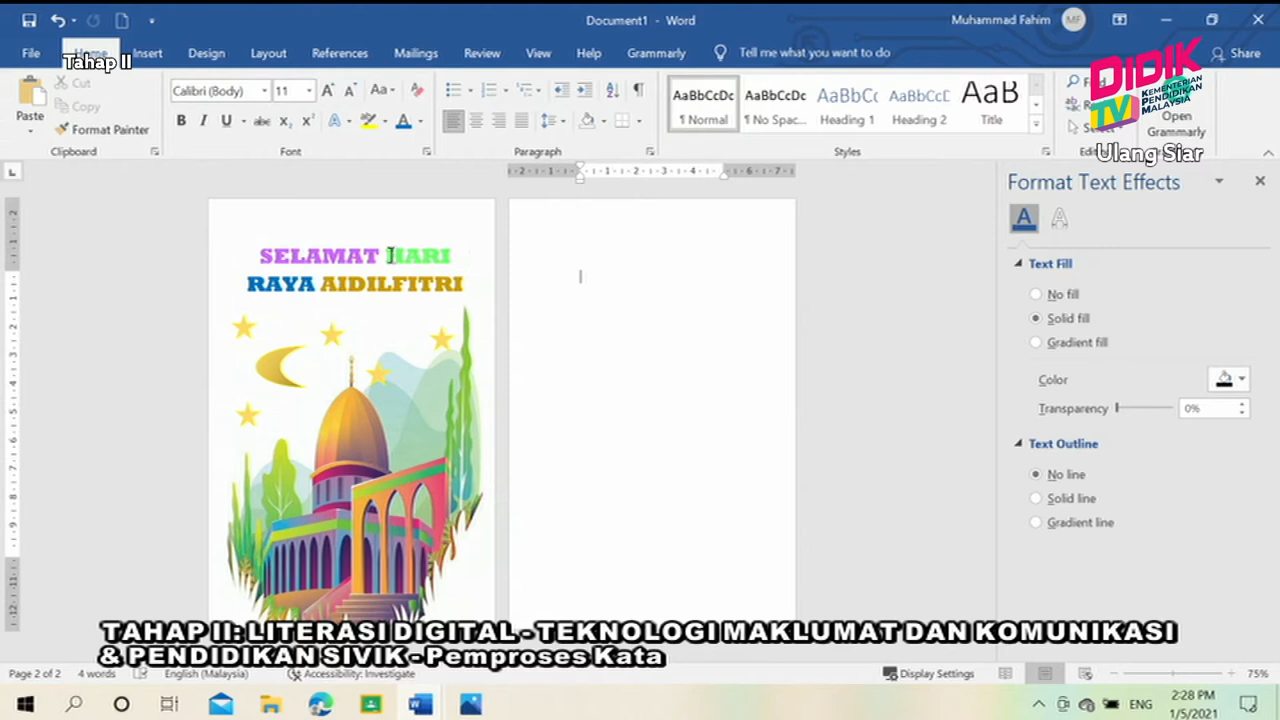 Document1 - Word
Muhammad Fahim
MF
File
Home
Insert
Design
Layout
References
Mailings
Review
View
Help
Grammarly
Tell me what you want to do
Share
Tahap II
Paste
Cut
Copy
Format Painter
Clipboard
Calibri (Body)
11
Font
Paragraph
AaBbCcDc
¶ Normal
AaBbCcDc
¶ No Spac...
AaBbCc
Heading 1
AaBbCcD
Heading 2
AaB
Title
Styles
Select
Open
Grammarly
DIDIK
TV
KEMENTERIAN
PENDIDIKAN
MALAYSIA
Ulang Siar
Format Text Effects
Text Fill
No fill
Solid fill
Gradient fill
Color
Transparency
0%
Text Outline
No line
Solid line
Gradient line
SELAMAT HARI
RAYA AIDILFITRI
TAHAP II: LITERASI DIGITAL - TEKNOLOGI MAKLUMAT DAN KOMUNIKASI
& PENDIDIKAN SIVIK - Pemproses Kata
Page 2 of 2
4 words
English (Malaysia)
Accessibility: Investigate
Display Settings
75%
ENG
2:28 PM
1/5/2021